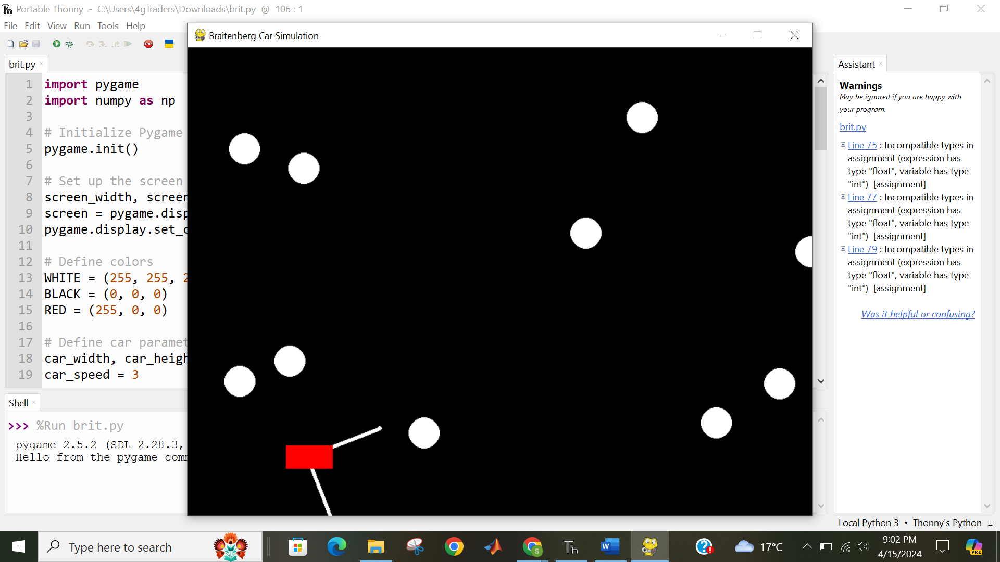 Portable Thonny - C:\Users\4gTraders\Downloads\brit.py @ 106 : 1
File Edit View Run Tools Help
STOP
brit.py
1 import pygame
2 import numpy as np
3
4 # Initialize Pygame
5 pygame.init()
6
7 # Set up the screen
8 screen_width, screen
9 screen = pygame.disp
10 pygame.display.set_c
11
12 # Define colors
13 WHITE = (255, 255, 2
14 BLACK = (0, 0, 0)
15 RED = (255, 0, 0)
16
17 # Define car paramet
18 car_width, car_heigh
19 car_speed = 3
Shell
>>> %Run brit.py
pygame 2.5.2 (SDL 2.28.3,
Hello from the pygame comm
Braitenberg Car Simulation
Assistant
Warnings
May be ignored if you are happy with
your program.
brit.py
Line 75 : Incompatible types in
assignment (expression has
type "float", variable has type
"int") [assignment]
Line 77 : Incompatible types in
assignment (expression has
type "float", variable has type
"int") [assignment]
Line 79 : Incompatible types in
assignment (expression has
type "float", variable has type
"int") [assignment]
Was it helpful or confusing?
Local Python 3 • Thonny's Python ≡
Type here to search
S
Th
W
17°C
9:02 PM
4/15/2024
PRE